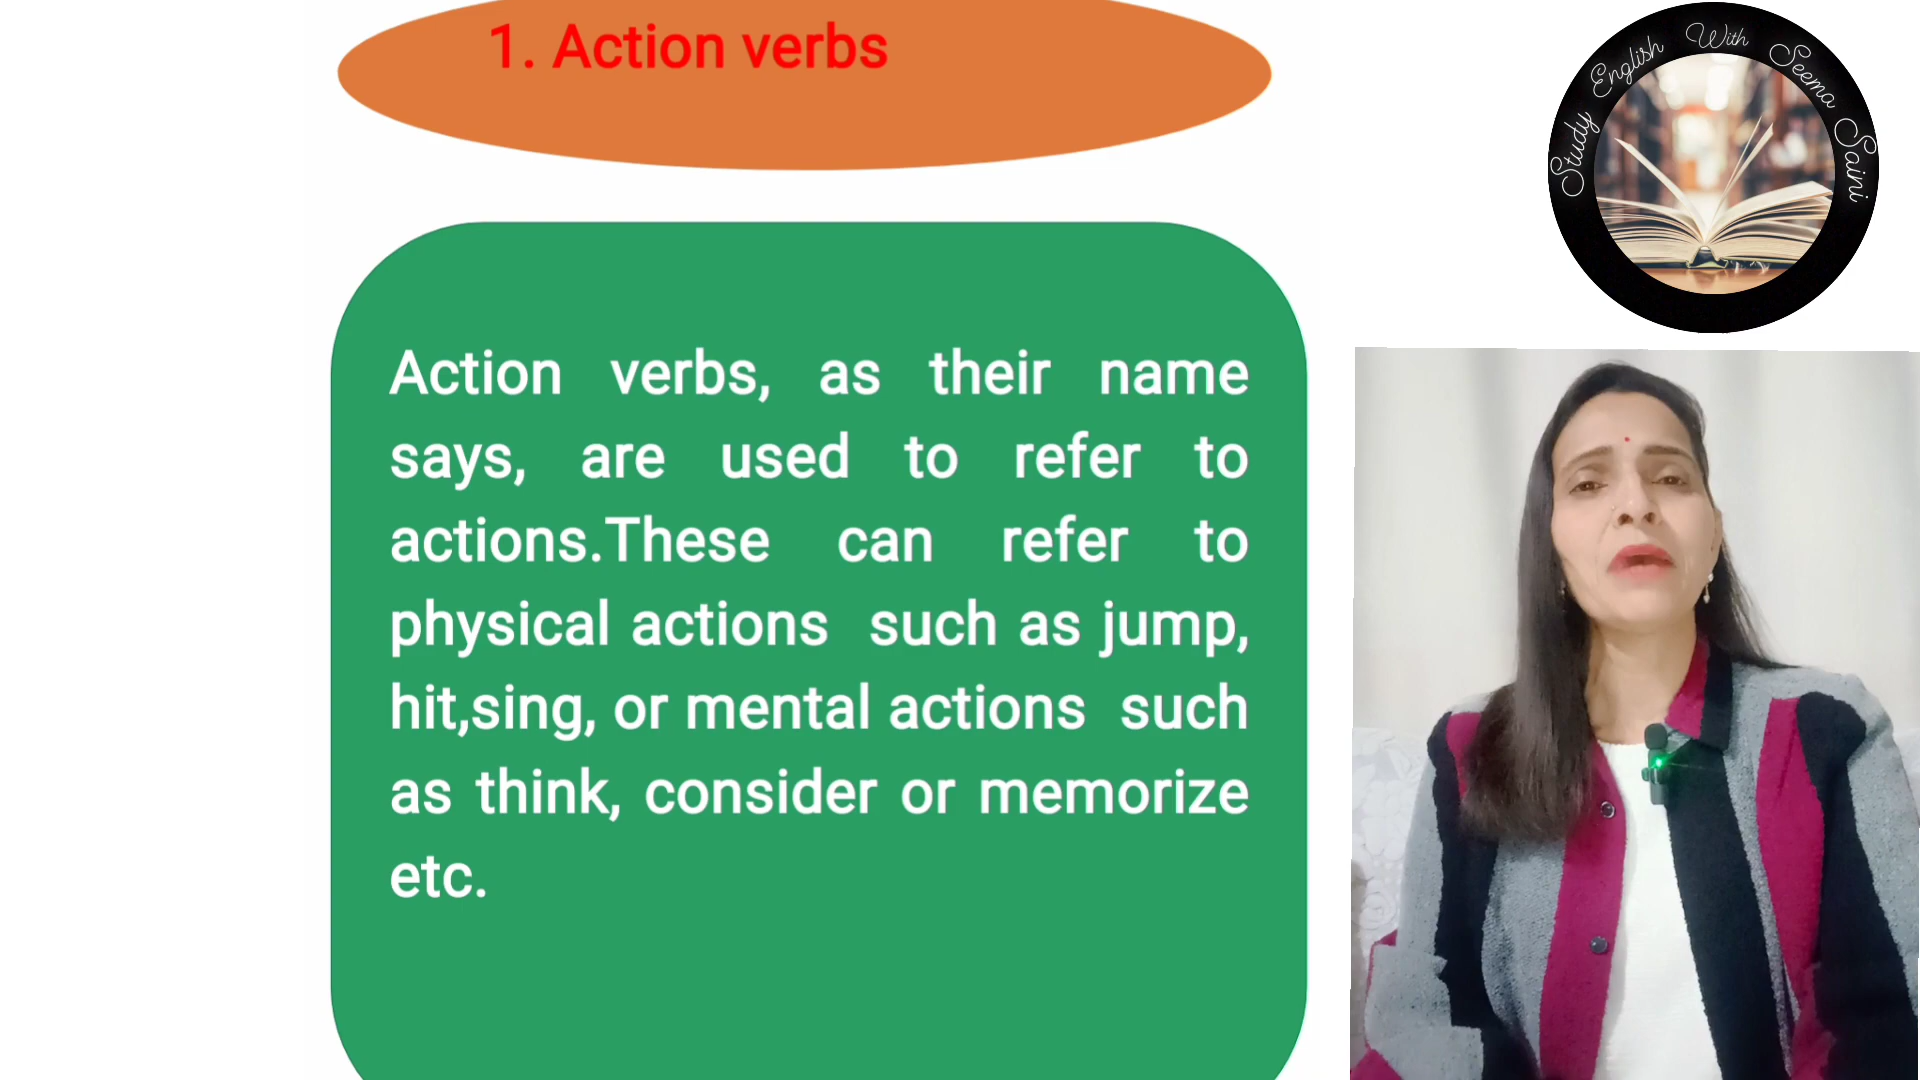 1. Action verbs
Study English With Seema Saini
Action verbs, as their name
says, are used to refer to
actions.These can refer to
physical actions such as jump,
hit,sing, or mental actions such
as think, consider or memorize
etc.